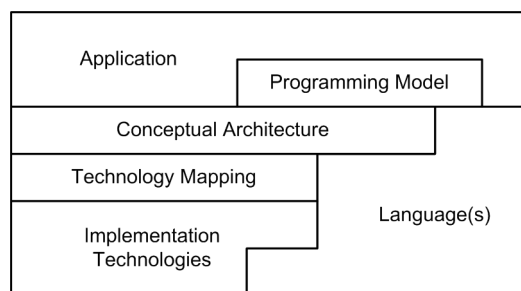 Application
Programming Model
Conceptual Architecture
Technology Mapping
Language(s)
Implementation
Technologies